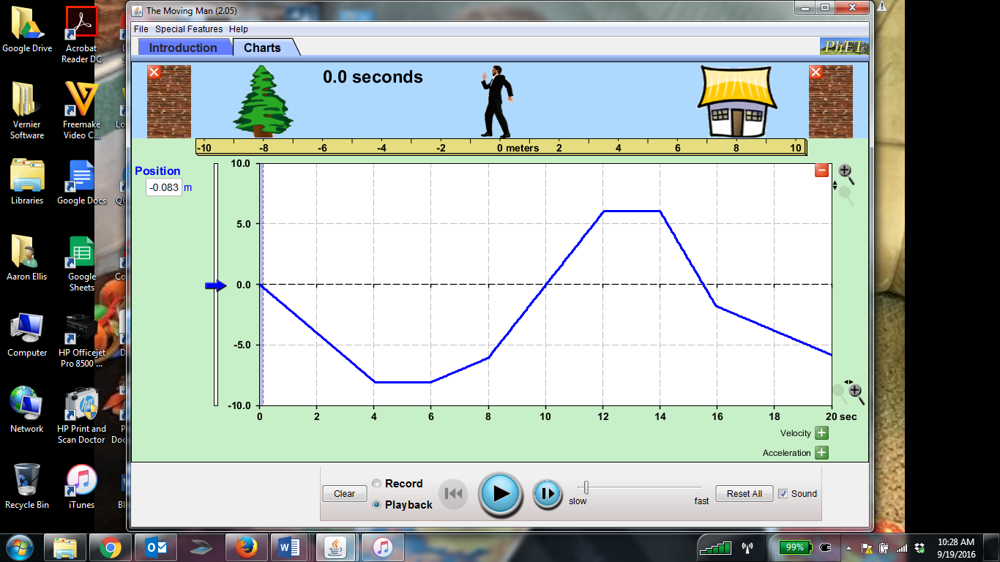 Google Drive
Acrobat
Reader DC
Vernier
Software
Freemake
Video C...
Libraries
Google Docs
Aaron Ellis
Google
Sheets
Computer
HP Officejet
Pro 8500 ...
Network
HP Print and
Scan Doctor
Recycle Bin
iTunes
The Moving Man (2.05)
File Special Features Help
Introduction Charts
PhET
0.0 seconds
-10 -8 -6 -4 -2 0 meters 2 4 6 8 10
Position
-0.083 m
10.0
5.0
0.0
-5.0
-10.0
0 2 4 6 8 10 12 14 16 18 20 sec
Velocity
Acceleration
Clear
Record
Playback
slow
fast
Reset All
Sound
99%
10:28 AM
9/19/2016